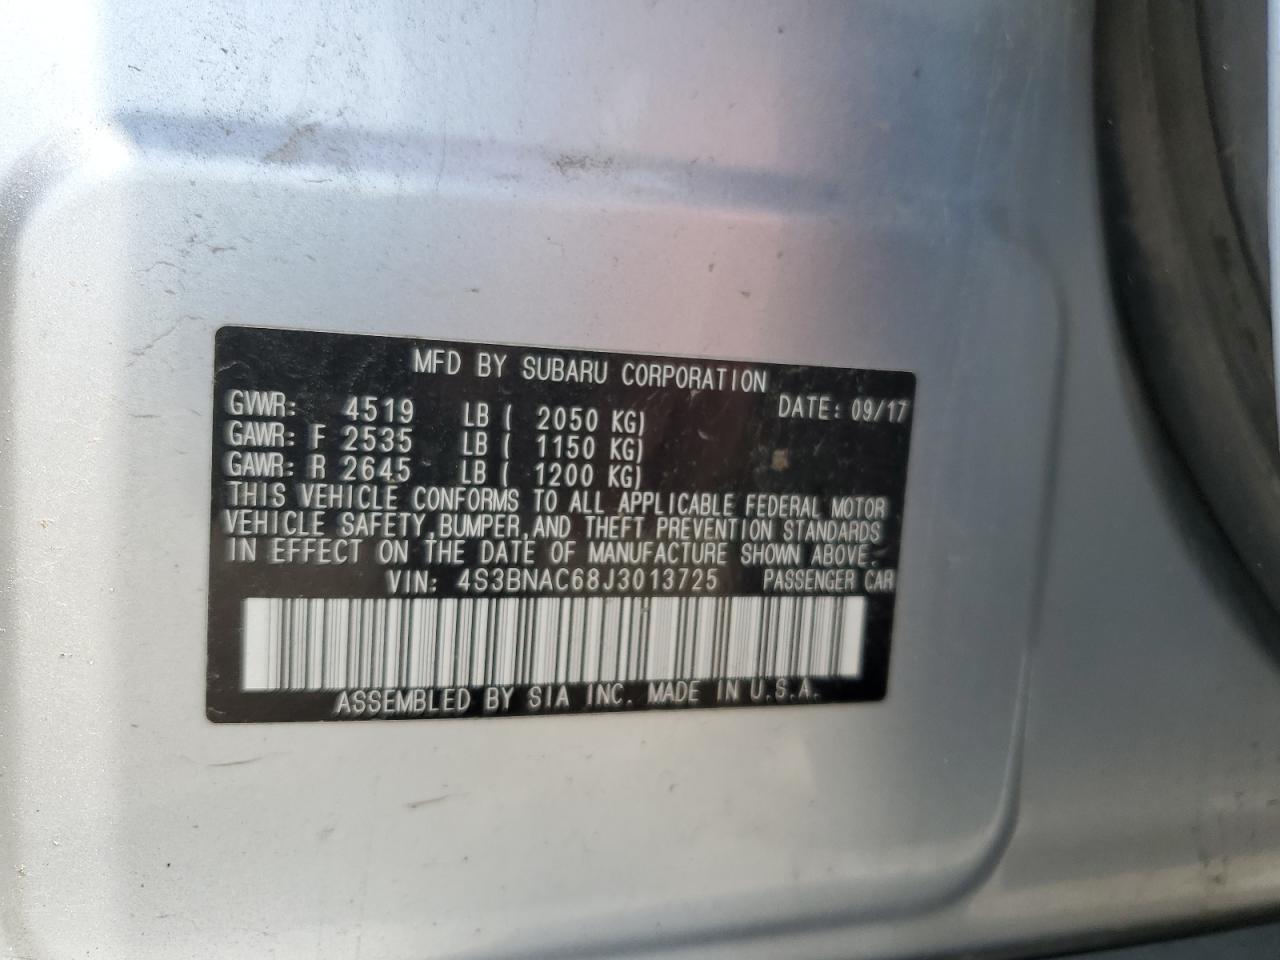 MFD BY SUBARU CORPORATION
GVWR: 4519 LB ( 2050 KG) DATE: 09/17
GAWR: F 2535 LB ( 1150 KG)
GAWR: R 2645 LB ( 1200 KG)
THIS VEHICLE CONFORMS TO ALL APPLICABLE FEDERAL MOTOR
VEHICLE SAFETY, BUMPER, AND THEFT PREVENTION STANDARDS
IN EFFECT ON THE DATE OF MANUFACTURE SHOWN ABOVE.
VIN: 4S3BNAC68J3013725 PASSENGER CAR
ASSEMBLED BY SIA INC. MADE IN U.S.A.